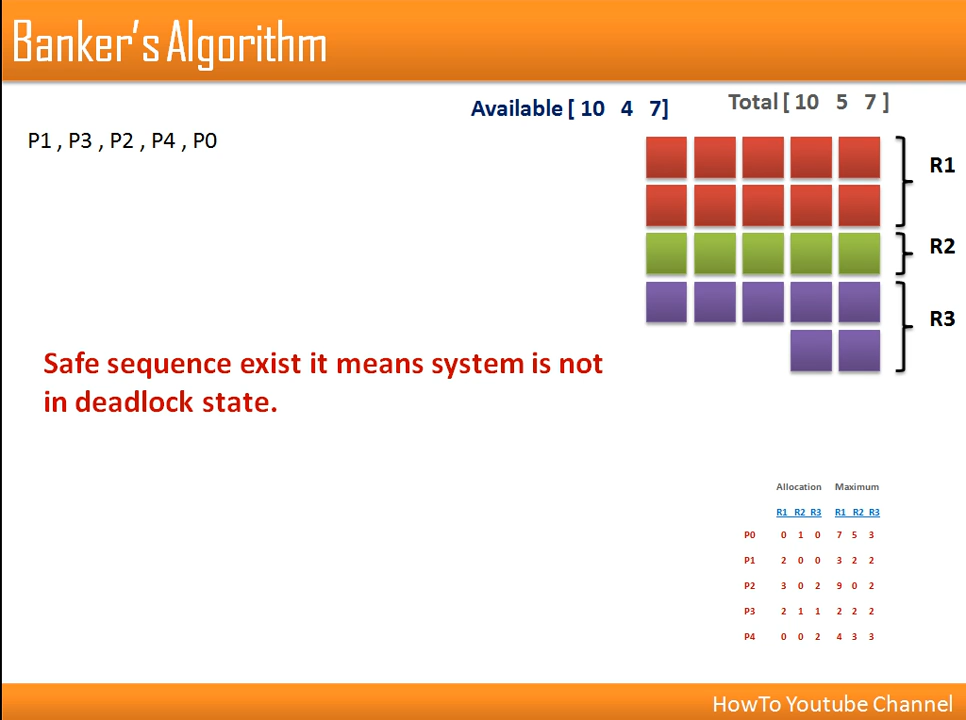 Banker's Algorithm
Available [ 10 4 7]
Total [ 10 5 7 ]
P1 , P3 , P2 , P4 , P0
R1
R2
R3
Safe sequence exist it means system is not
in deadlock state.
Allocation Maximum
R1 R2 R3 R1 R2 R3
P0 0 1 0 7 5 3
P1 2 0 0 3 2 2
P2 3 0 2 9 0 2
P3 2 1 1 2 2 2
P4 0 0 2 4 3 3
HowTo Youtube Channel